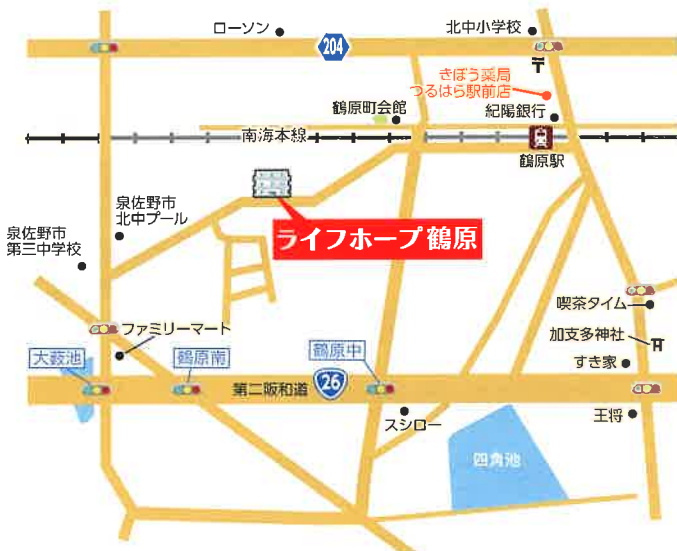 ローソン
204
北中小学校
きぼう薬局
つるはら駅前店
鶴原町会館
紀陽銀行
南海本線
鶴原駅
泉佐野市
北中プール
泉佐野市
第三中学校
ライフホープ鶴原
喫茶タイム
ファミリーマート
加支多神社
大薮池
鶴原南
鶴原中
すき家
第二阪和道
26
スシロー
王将
四角池